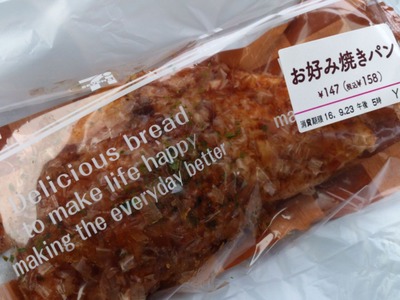 お好み焼きパン
¥147 (税込¥158)
消費期限 16. 9.23 午後 5時
Delicious bread
to make life happy
making the everyday better